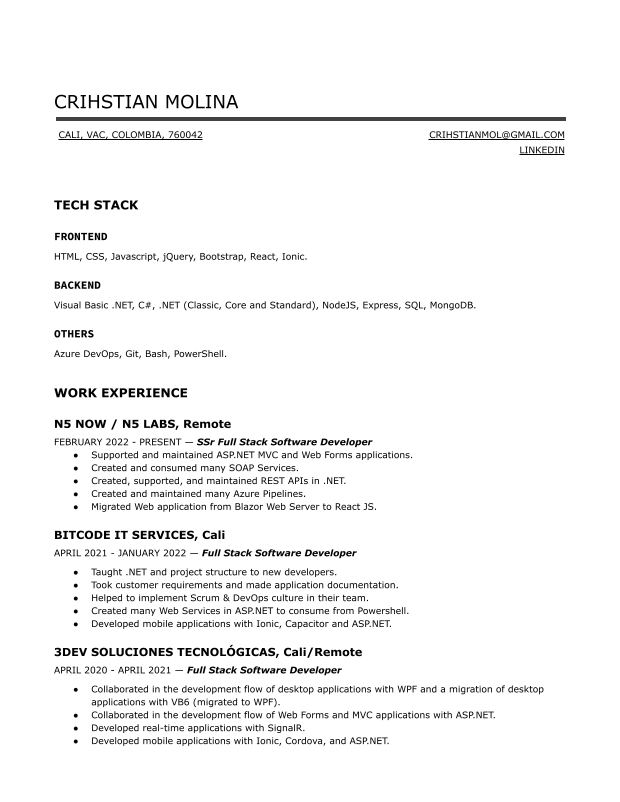 CRIHSTIAN MOLINA
CALI, VAC, COLOMBIA, 760042
CRIHSTIANMOL@GMAIL.COM
LINKEDIN
TECH STACK
FRONTEND
HTML, CSS, Javascript, jQuery, Bootstrap, React, Ionic.
BACKEND
Visual Basic .NET, C#, .NET (Classic, Core and Standard), NodeJS, Express, SQL, MongoDB.
OTHERS
Azure DevOps, Git, Bash, PowerShell.
WORK EXPERIENCE
N5 NOW / N5 LABS, Remote
FEBRUARY 2022 - PRESENT — SSr Full Stack Software Developer
● Supported and maintained ASP.NET MVC and Web Forms applications.
● Created and consumed many SOAP Services.
● Created, supported, and maintained REST APIs in .NET.
● Created and maintained many Azure Pipelines.
● Migrated Web application from Blazor Web Server to React JS.
BITCODE IT SERVICES, Cali
APRIL 2021 - JANUARY 2022 — Full Stack Software Developer
● Taught .NET and project structure to new developers.
● Took customer requirements and made application documentation.
● Helped to implement Scrum & DevOps culture in their team.
● Created many Web Services in ASP.NET to consume from Powershell.
● Developed mobile applications with Ionic, Capacitor and ASP.NET.
3DEV SOLUCIONES TECNOLÓGICAS, Cali/Remote
APRIL 2020 - APRIL 2021 — Full Stack Software Developer
● Collaborated in the development flow of desktop applications with WPF and a migration of desktop
applications with VB6 (migrated to WPF).
● Collaborated in the development flow of Web Forms and MVC applications with ASP.NET.
● Developed real-time applications with SignalR.
● Developed mobile applications with Ionic, Cordova, and ASP.NET.